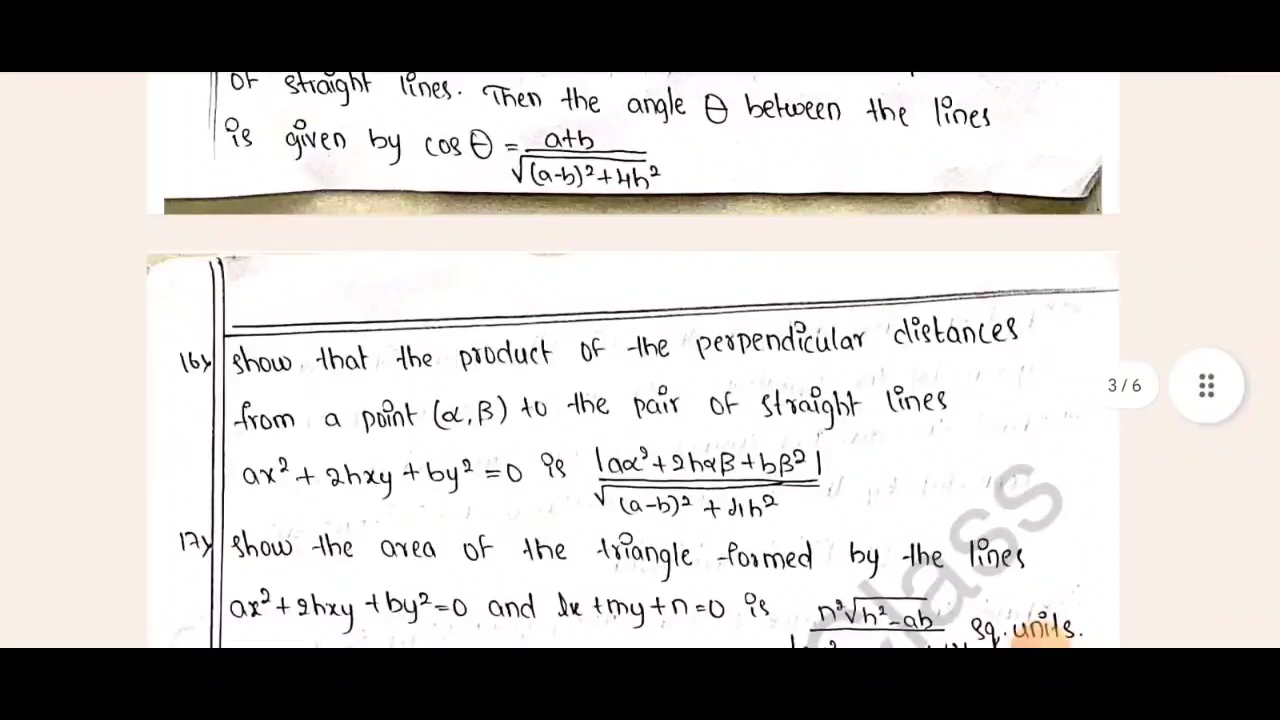 of straight lines. Then the angle θ between the lines
is given by cos θ = a+b / √(a-b)² + 4h²
16) show that the product of the perpendicular distances
from a point (α, β) to the pair of straight lines
ax² + 2hxy + by² = 0 is |aα² + 2hαβ + bβ²| / √(a-b)² + 4h²
3 / 6
17) show the area of the triangle formed by the lines
ax² + 2hxy + by² = 0 and lx + my + n = 0 is n²√h² - ab sq. units.
class